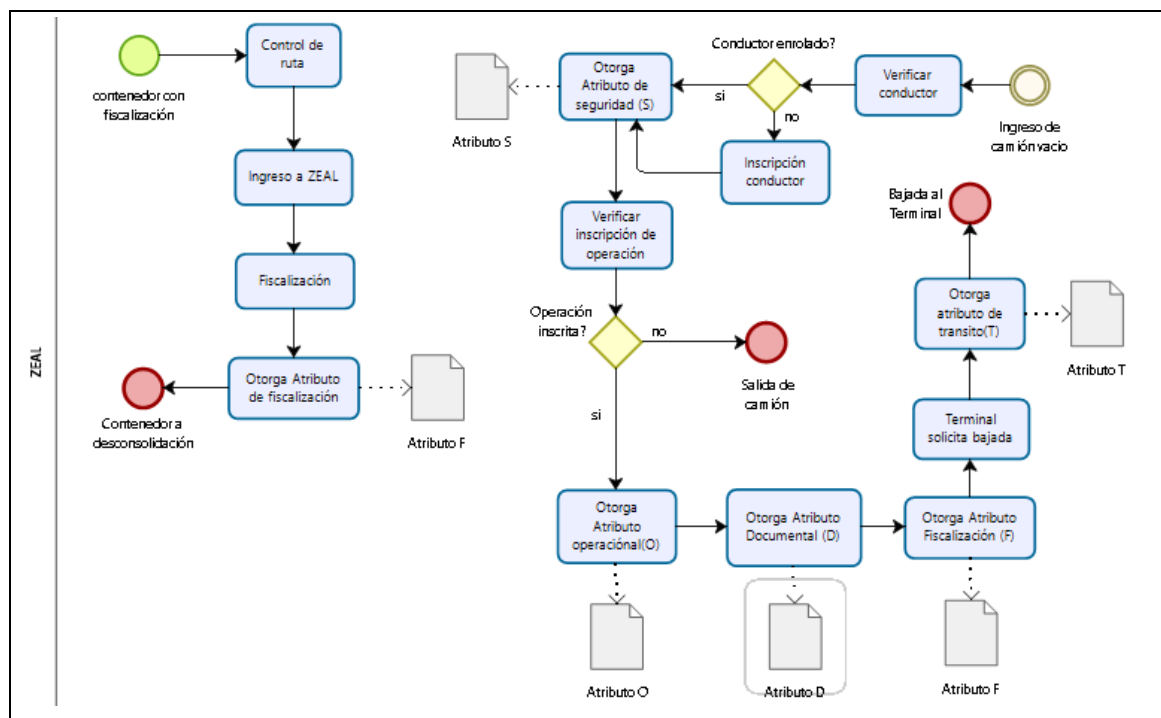 ZEAL
contenedor con
fiscalización
Control de
ruta
Ingreso a ZEAL
Fiscalización
Otorga Atributo
de fiscalización
Atributo F
Contenedor a
desconsolidación
Ingreso de
camión vacio
Verificar
conductor
Conductor enrolado?
si
no
Inscripción
conductor
Otorga
Atributo de
seguridad (S)
Atributo S
Verificar
inscripción de
operación
Operación
inscrita?
no
Salida de
camión
si
Otorga
Atributo
operaciónal(O)
Atributo O
Otorga Atributo
Documental (D)
Atributo D
Otorga Atributo
Fiscalización (F)
Atributo F
Terminal
solicita bajada
Otorga
atributo de
transito(T)
Atributo T
Bajada al
Terminal